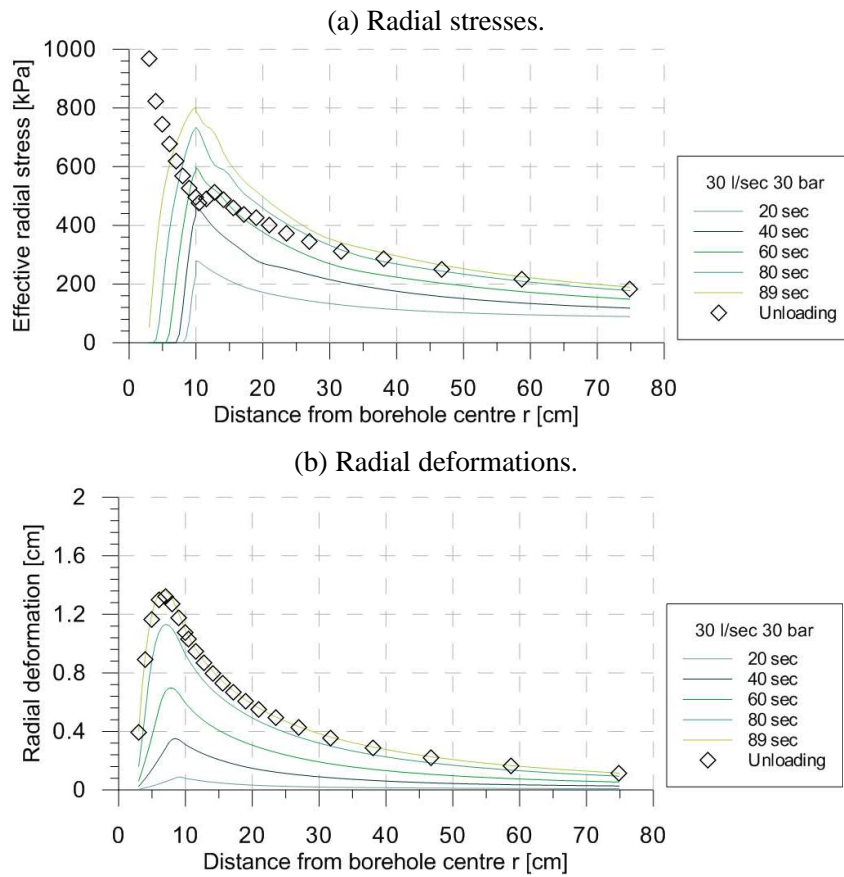 (a) Radial stresses.
1000
800
600
400
200
0
Effective radial stress [kPa]
0 10 20 30 40 50 60 70 80
Distance from borehole centre r [cm]
30 l/sec 30 bar
20 sec
40 sec
60 sec
80 sec
89 sec
Unloading
(b) Radial deformations.
2
1.6
1.2
0.8
0.4
0
Radial deformation [cm]
0 10 20 30 40 50 60 70 80
Distance from borehole centre r [cm]
30 l/sec 30 bar
20 sec
40 sec
60 sec
80 sec
89 sec
Unloading